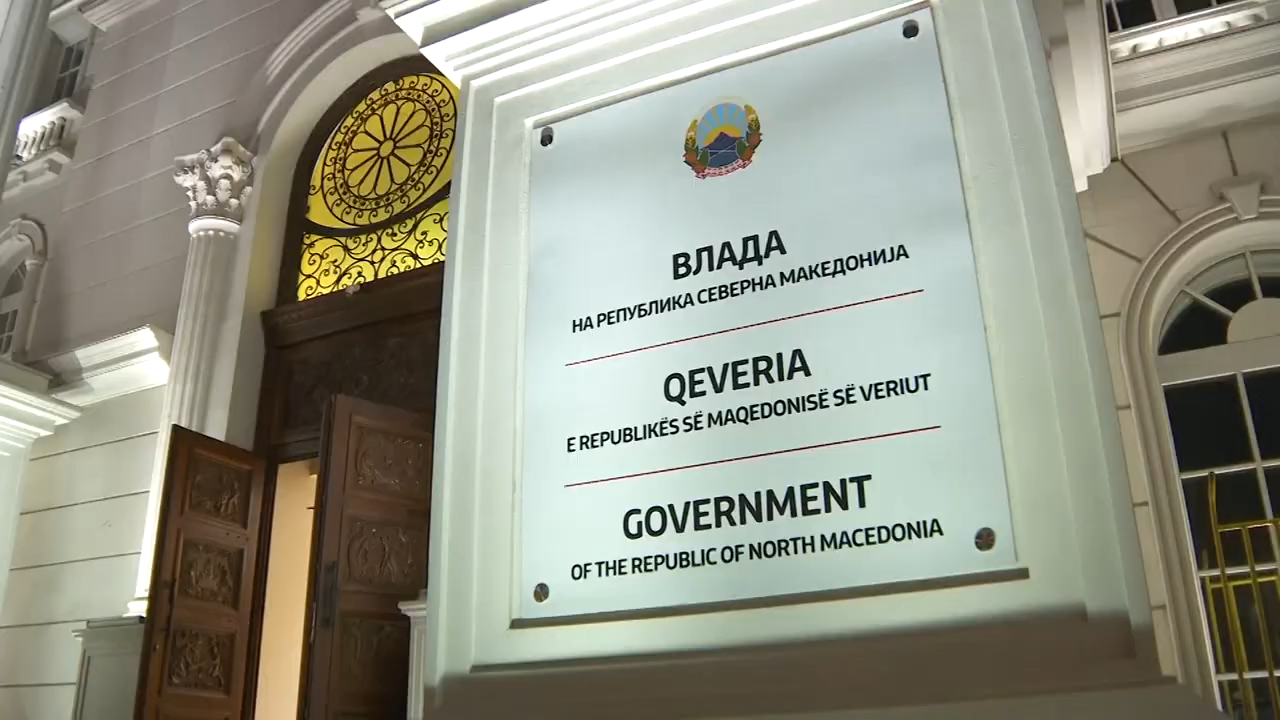 ВЛАДА
НА РЕПУБЛИКА СЕВЕРНА МАКЕДОНИЈА
QEVERIA
E REPUBLIKËS SË MAQEDONISË SË VERIUT
GOVERNMENT
OF THE REPUBLIC OF NORTH MACEDONIA